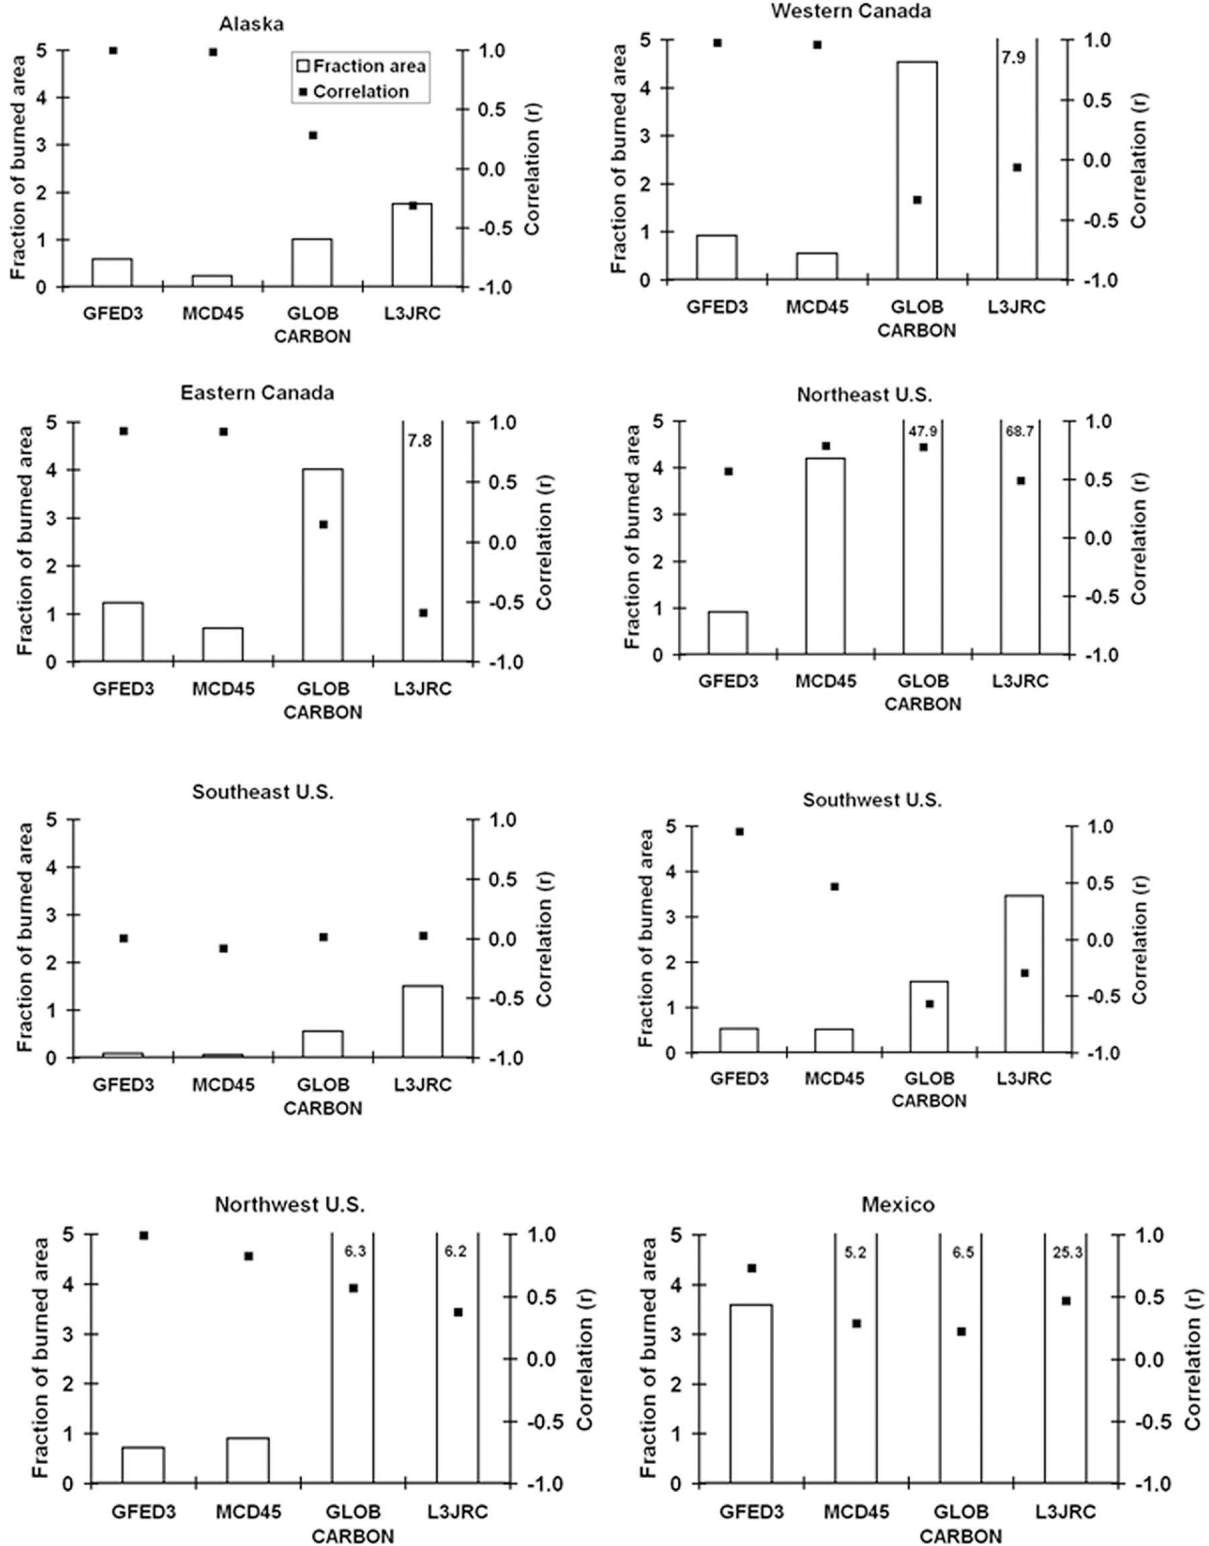 Alaska
Fraction of burned area
5
4
3
2
1
0
Fraction area
Correlation
1.0
0.5
0.0
-0.5
-1.0
Correlation (r)
GFED3 MCD45 GLOB L3JRC
CARBON
Western Canada
Fraction of burned area
5
4
3
2
1
0
7.9
1.0
0.5
0.0
-0.5
-1.0
Correlation (r)
GFED3 MCD45 GLOB L3JRC
CARBON
Eastern Canada
Fraction of burned area
5
4
3
2
1
0
7.8
1.0
0.5
0.0
-0.5
-1.0
Correlation (r)
GFED3 MCD45 GLOB L3JRC
CARBON
Northeast U.S.
Fraction of burned area
5
4
3
2
1
0
47.9 68.7
1.0
0.5
0.0
-0.5
-1.0
Correlation (r)
GFED3 MCD45 GLOB L3JRC
CARBON
Southeast U.S.
Fraction of burned area
5
4
3
2
1
0
1.0
0.5
0.0
-0.5
-1.0
Correlation (r)
GFED3 MCD45 GLOB L3JRC
CARBON
Southwest U.S.
Fraction of burned area
5
4
3
2
1
0
1.0
0.5
0.0
-0.5
-1.0
Correlation (r)
GFED3 MCD45 GLOB L3JRC
CARBON
Northwest U.S.
Fraction of burned area
5
4
3
2
1
0
6.3 6.2
1.0
0.5
0.0
-0.5
-1.0
Correlation (r)
GFED3 MCD45 GLOB L3JRC
CARBON
Mexico
Fraction of burned area
5
4
3
2
1
0
5.2 6.5 25.3
1.0
0.5
0.0
-0.5
-1.0
Correlation (r)
GFED3 MCD45 GLOB L3JRC
CARBON